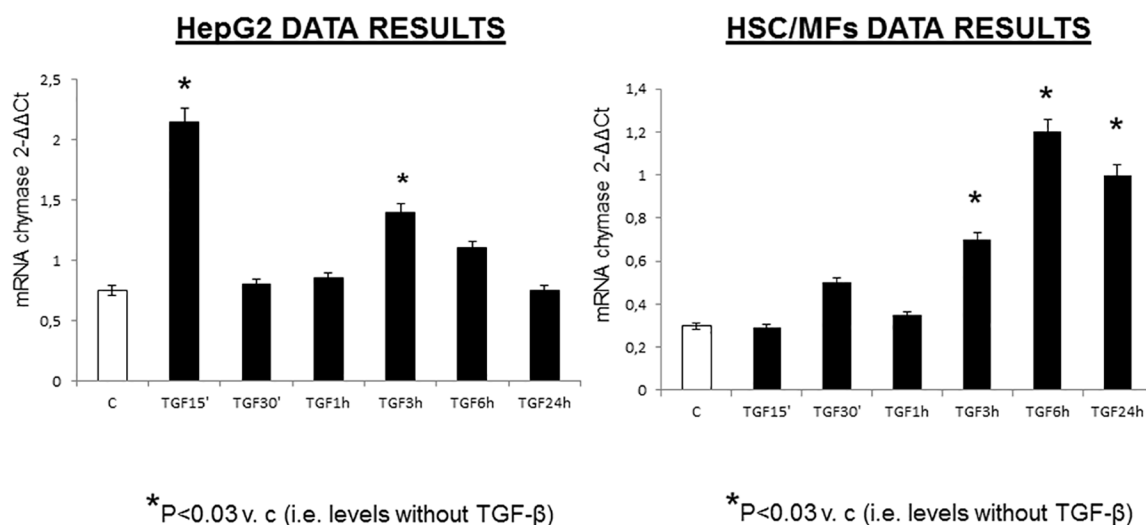 HepG2 DATA RESULTS
mRNA chymase 2-ΔΔCt
2,5
2
1,5
1
0,5
0
*
*
C TGF15' TGF30' TGF1h TGF3h TGF6h TGF24h
*P<0.03 v. c (i.e. levels without TGF-β)
HSC/MFs DATA RESULTS
mRNA chymase 2-ΔΔCt
1,4
1,2
1
0,8
0,6
0,4
0,2
0
*
*
*
C TGF15' TGF30' TGF1h TGF3h TGF6h TGF24h
*P<0.03 v. c (i.e. levels without TGF-β)